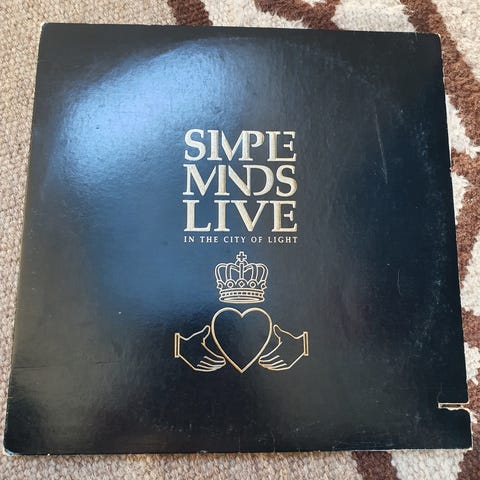 SIMPLE
MINDS
LIVE
IN THE CITY OF LIGHT